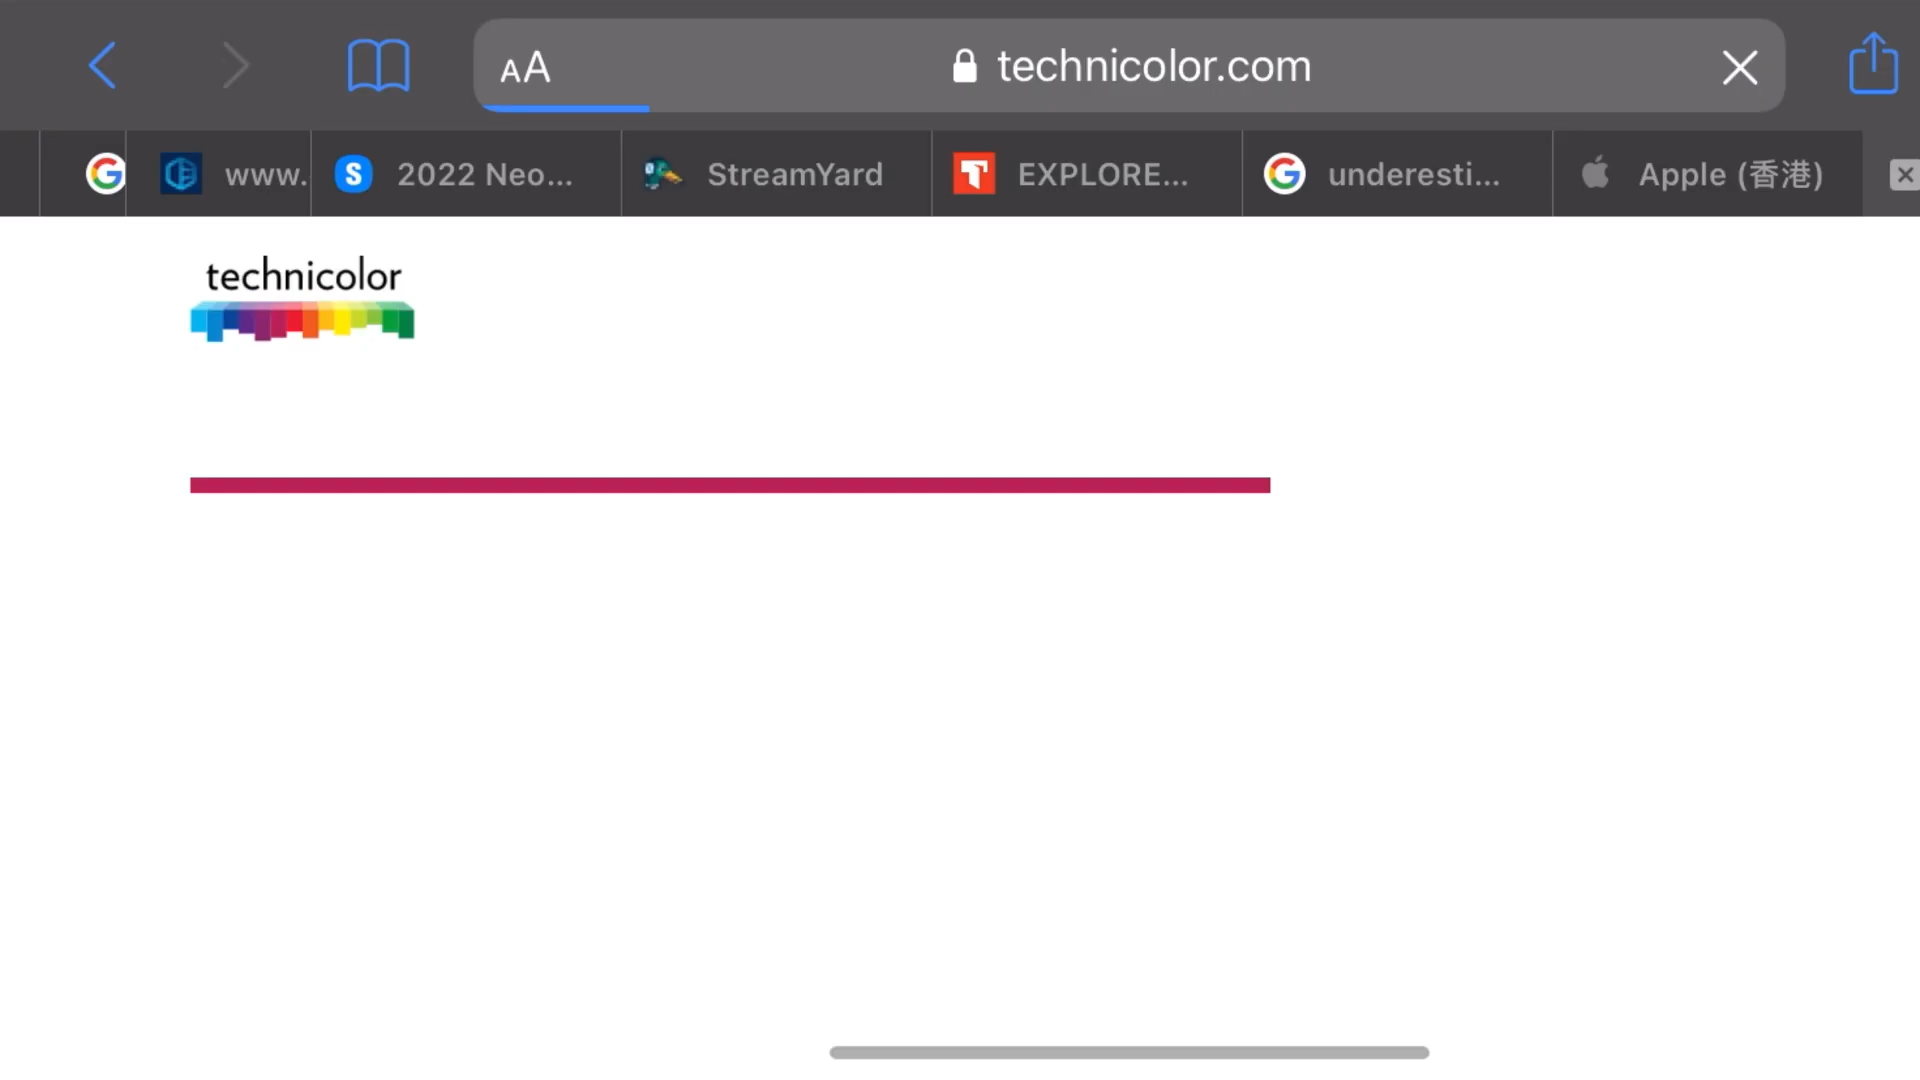 AA technicolor.com
www. 2022 Neo... StreamYard EXPLORE... underesti... Apple (香港)
technicolor